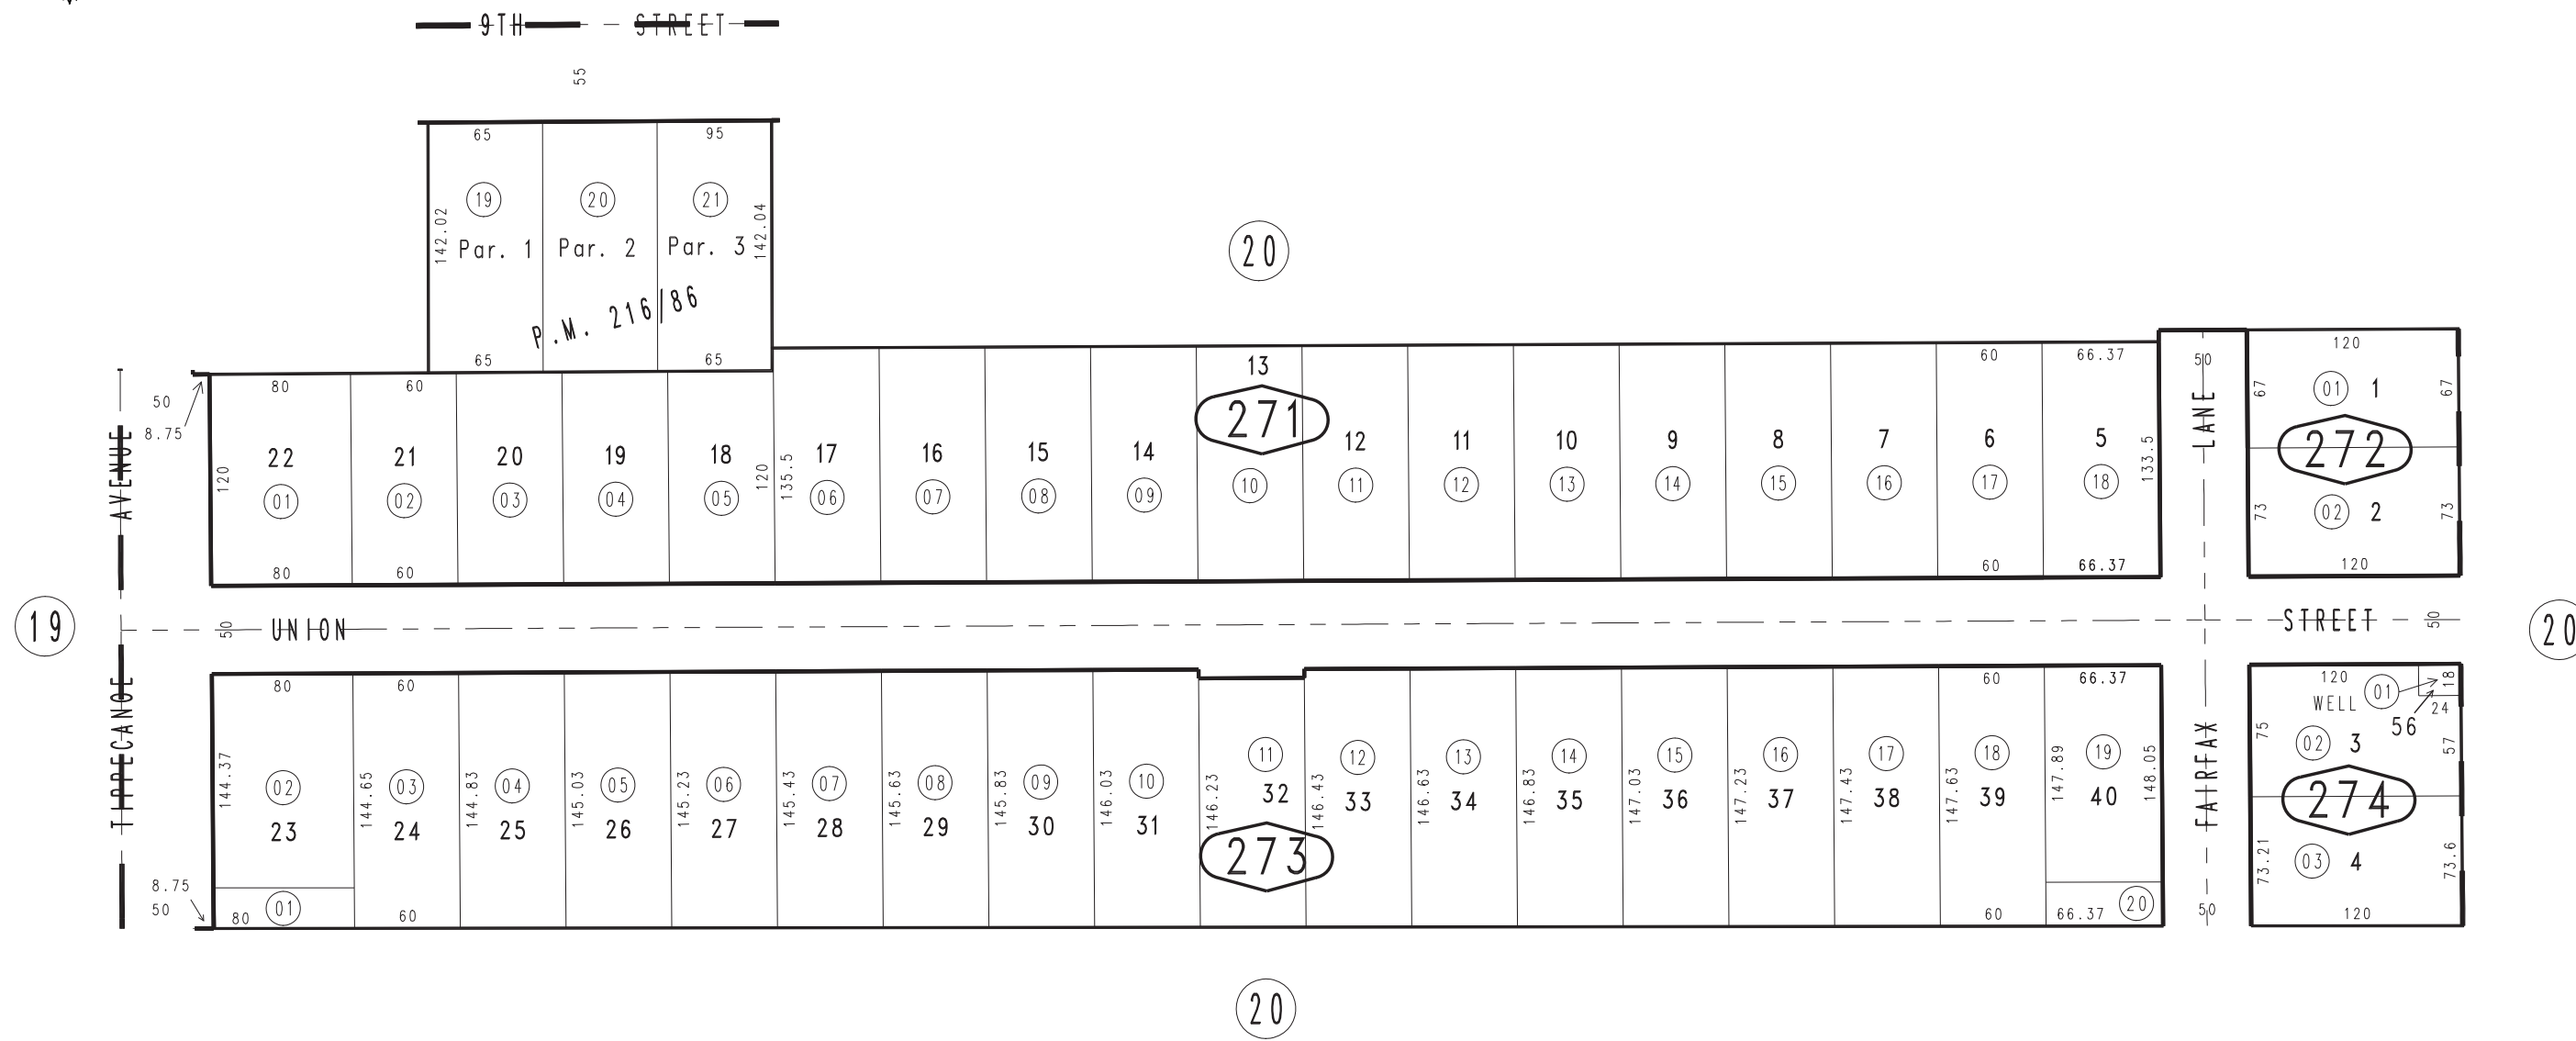 9TH STREET
55
65 95
19 20 21
142.02 142.04
Par. 1 Par. 2 Par. 3
P.M. 216/86
65 65
20
50
8.75
80 60
13
60 66.37
50
120
271
22 21 20 19 18 17 16 15 14 12 11 10 9 8 7 6 5
120 120 135.5 133.5
01 02 03 04 05 06 07 08 09 10 11 12 13 14 15 16 17 18
80 60 60 66.37
67 01 1 67
272
73 02 2 73
120
TIPPECANOE AVENUE
FAIRFAX LANE
19
50 UNION STREET 50
20
80 60 60 66.37
144.37 144.65 144.83 145.03 145.23 145.43 145.63 145.83 146.03 146.23 146.43 146.63 146.83 147.03 147.23 147.43 147.63 147.89 148.05
02 03 04 05 06 07 08 09 10 11 12 13 14 15 16 17 18 19
23 24 25 26 27 28 29 30 31 32 33 34 35 36 37 38 39 40
273
8.75
50
80 01 60 60 66.37 20
50
120
WELL 01 18
56 24
75 02 3 57
274
73.21 03 4 73.6
120
20